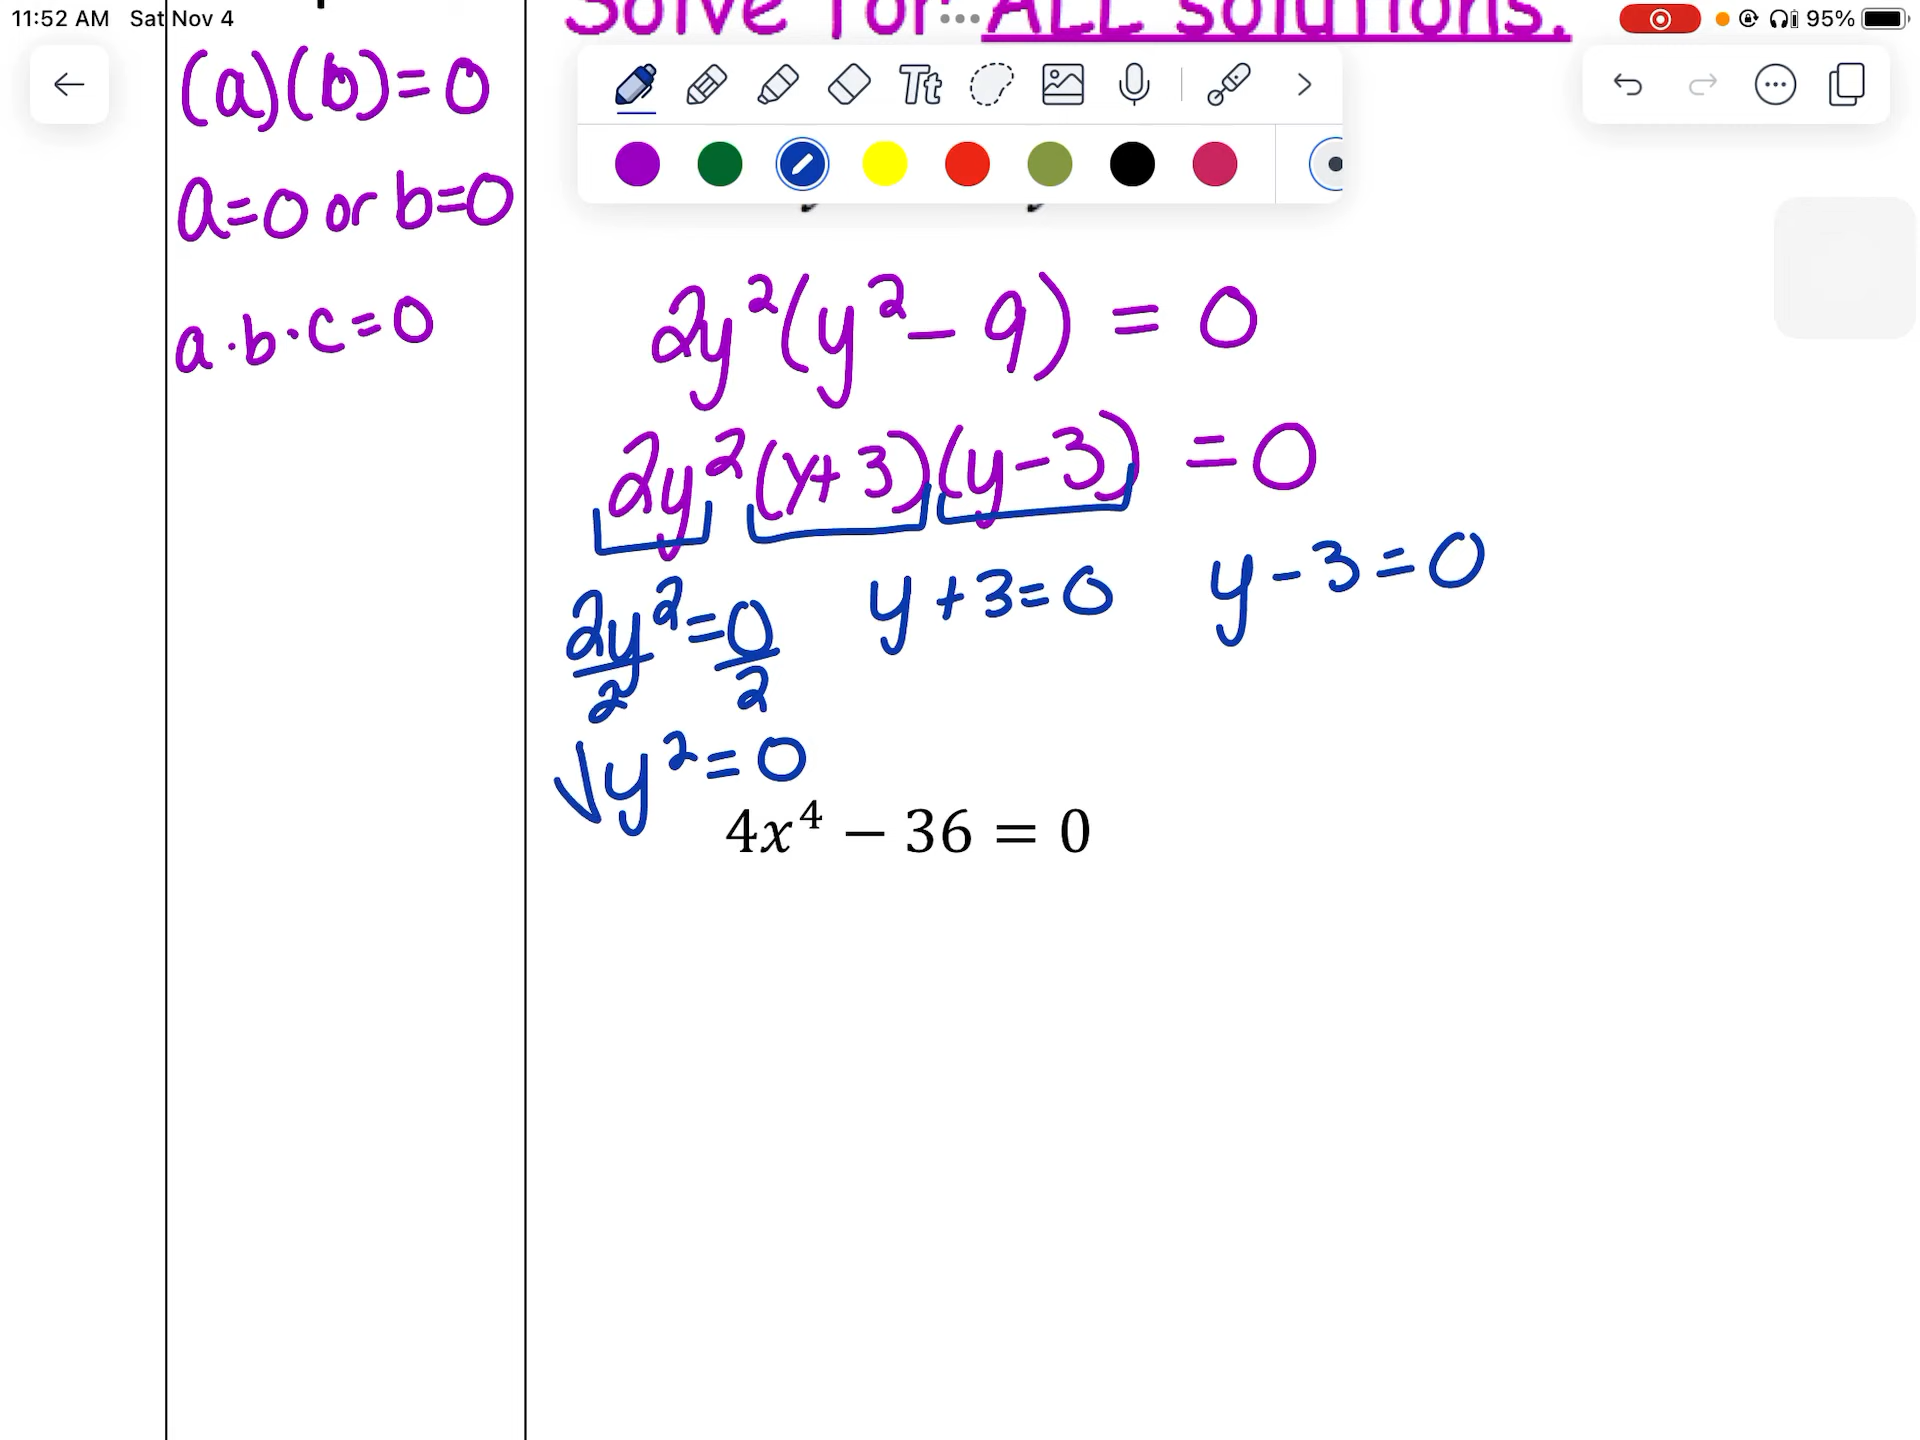 11:52 AM Sat Nov 4
95%
Solve for ALL solutions.
Tt
(a)(b)=0
a=0 or b=0
a·b·c=0
2y²(y²-9) = 0
2y²(y+3)(y-3) = 0
2y²=0 y+3=0 y-3=0
2 2
√y²=0
4x⁴ − 36 = 0